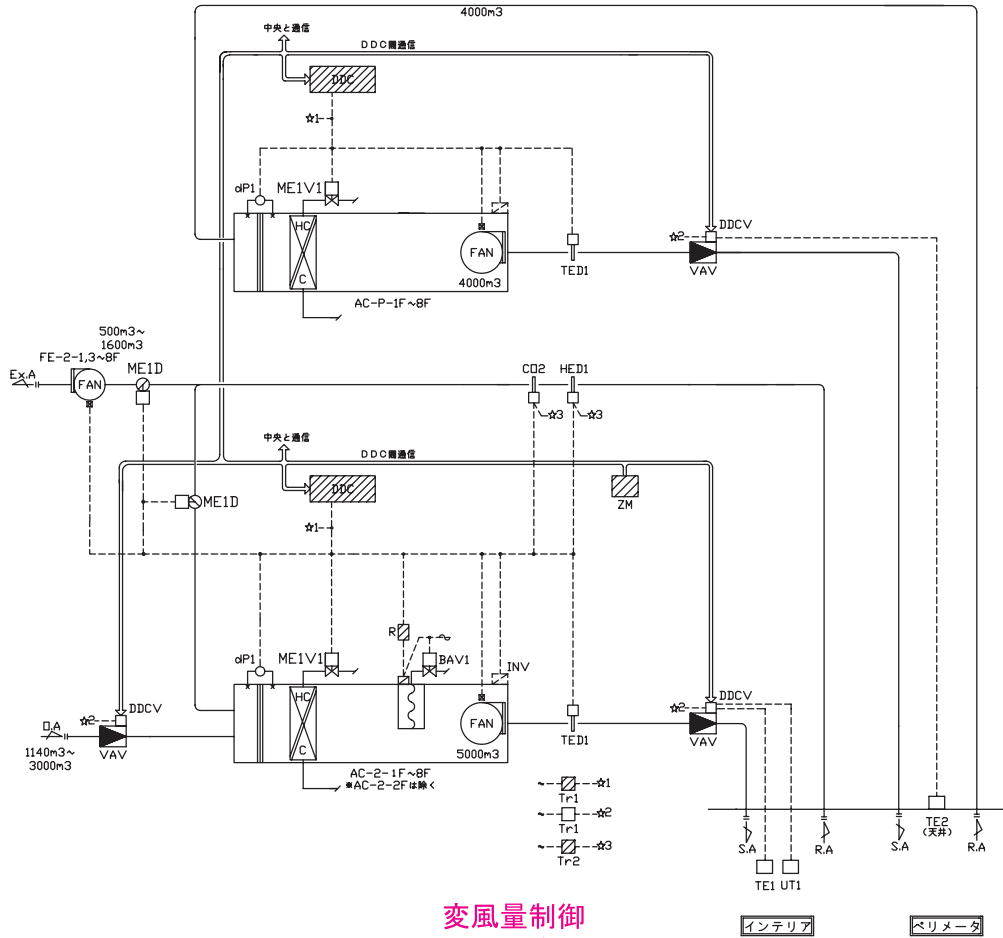 4000m3
中央と通信
DDC間通信
DDC
☆1
dP1
ME1V1
HC
C
FAN
4000m3
TED1
☆2
DDCV
VAV
AC-P-1F~8F
500m3~
1600m3
FE-2-1,3~8F
ME1D
Ex.A
FAN
CO2
HED1
☆3
☆3
中央と通信
DDC間通信
DDC
ZM
ME1D
☆1
R
dP1
ME1V1
BAV1
INV
HC
C
FAN
5000m3
TED1
☆2
DDCV
VAV
☆2
DDCV
O.A
VAV
1140m3~
3000m3
AC-2-1F~8F
※AC-2-2Fは除く
☆1
Tr1
☆2
Tr1
☆3
Tr2
TE2
(天井)
S.A
R.A
S.A
R.A
TE1
UT1
変風量制御
インテリア
ペリメータ